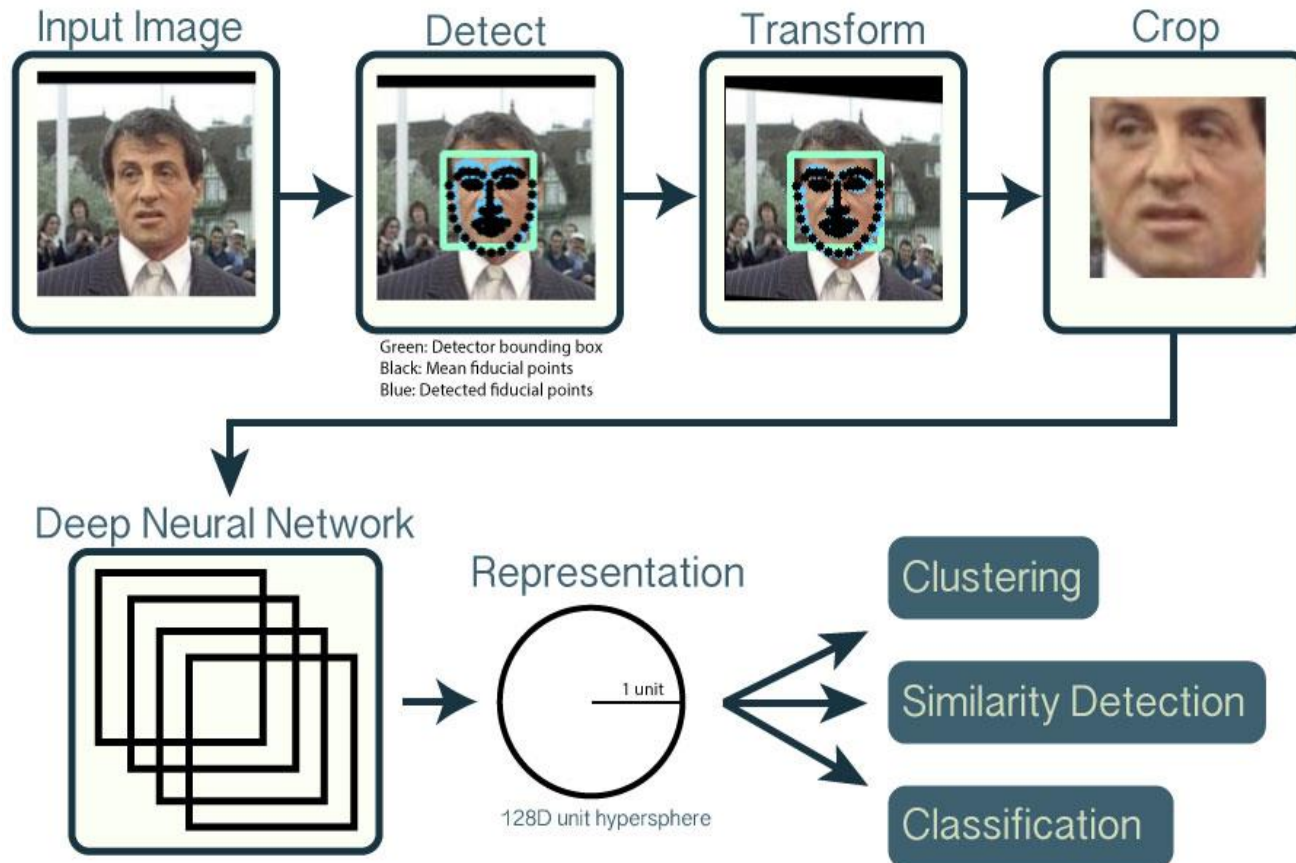 Input Image
Detect
Transform
Crop
Green: Detector bounding box
Black: Mean fiducial points
Blue: Detected fiducial points
Deep Neural Network
Representation
1 unit
128D unit hypersphere
Clustering
Similarity Detection
Classification